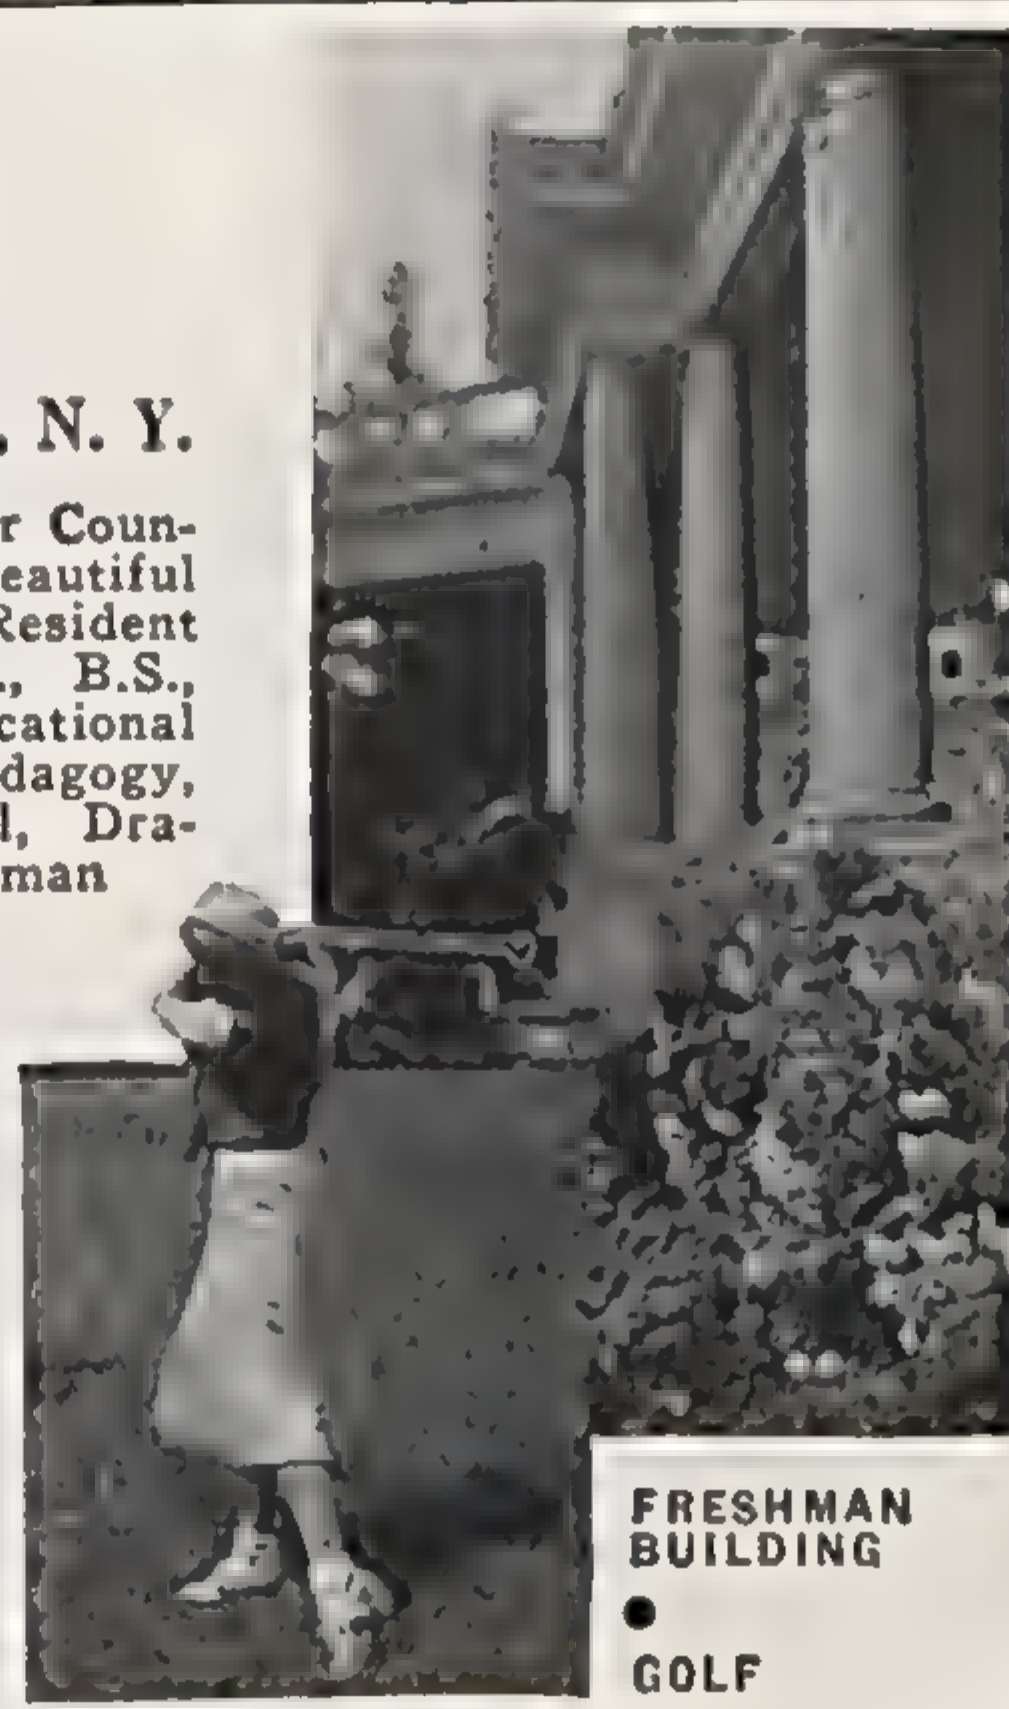 . N. Y.
r Coun-
eautiful
Resident
., B.S.,
cational
dagogy,
l, Dra-
man
FRESHMAN
BUILDING
●
GOLF